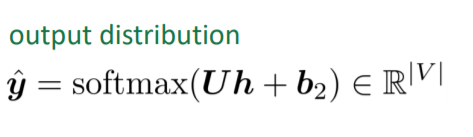 output distribution
ŷ = softmax(Uh + b₂) ∈ ℝ|V|